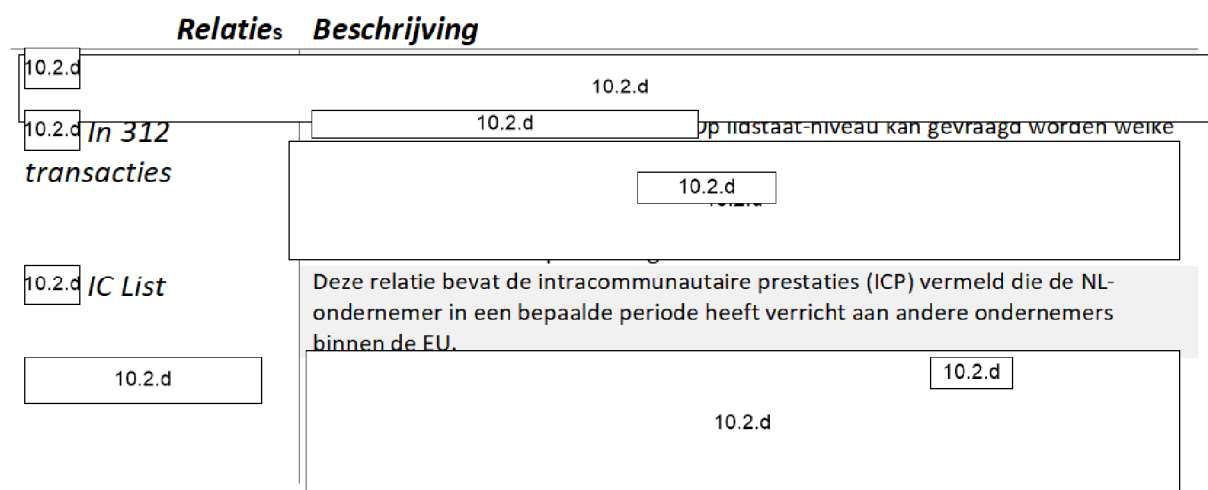 Relaties Beschrijving
10.2.d
10.2.d
10.2.d In 312 10.2.d Op lidstaat-niveau kan gevraagd worden welke
transacties
10.2.d
10.2.d IC List Deze relatie bevat de intracommunautaire prestaties (ICP) vermeld die de NL-
ondernemer in een bepaalde periode heeft verricht aan andere ondernemers
binnen de EU.
10.2.d 10.2.d
10.2.d